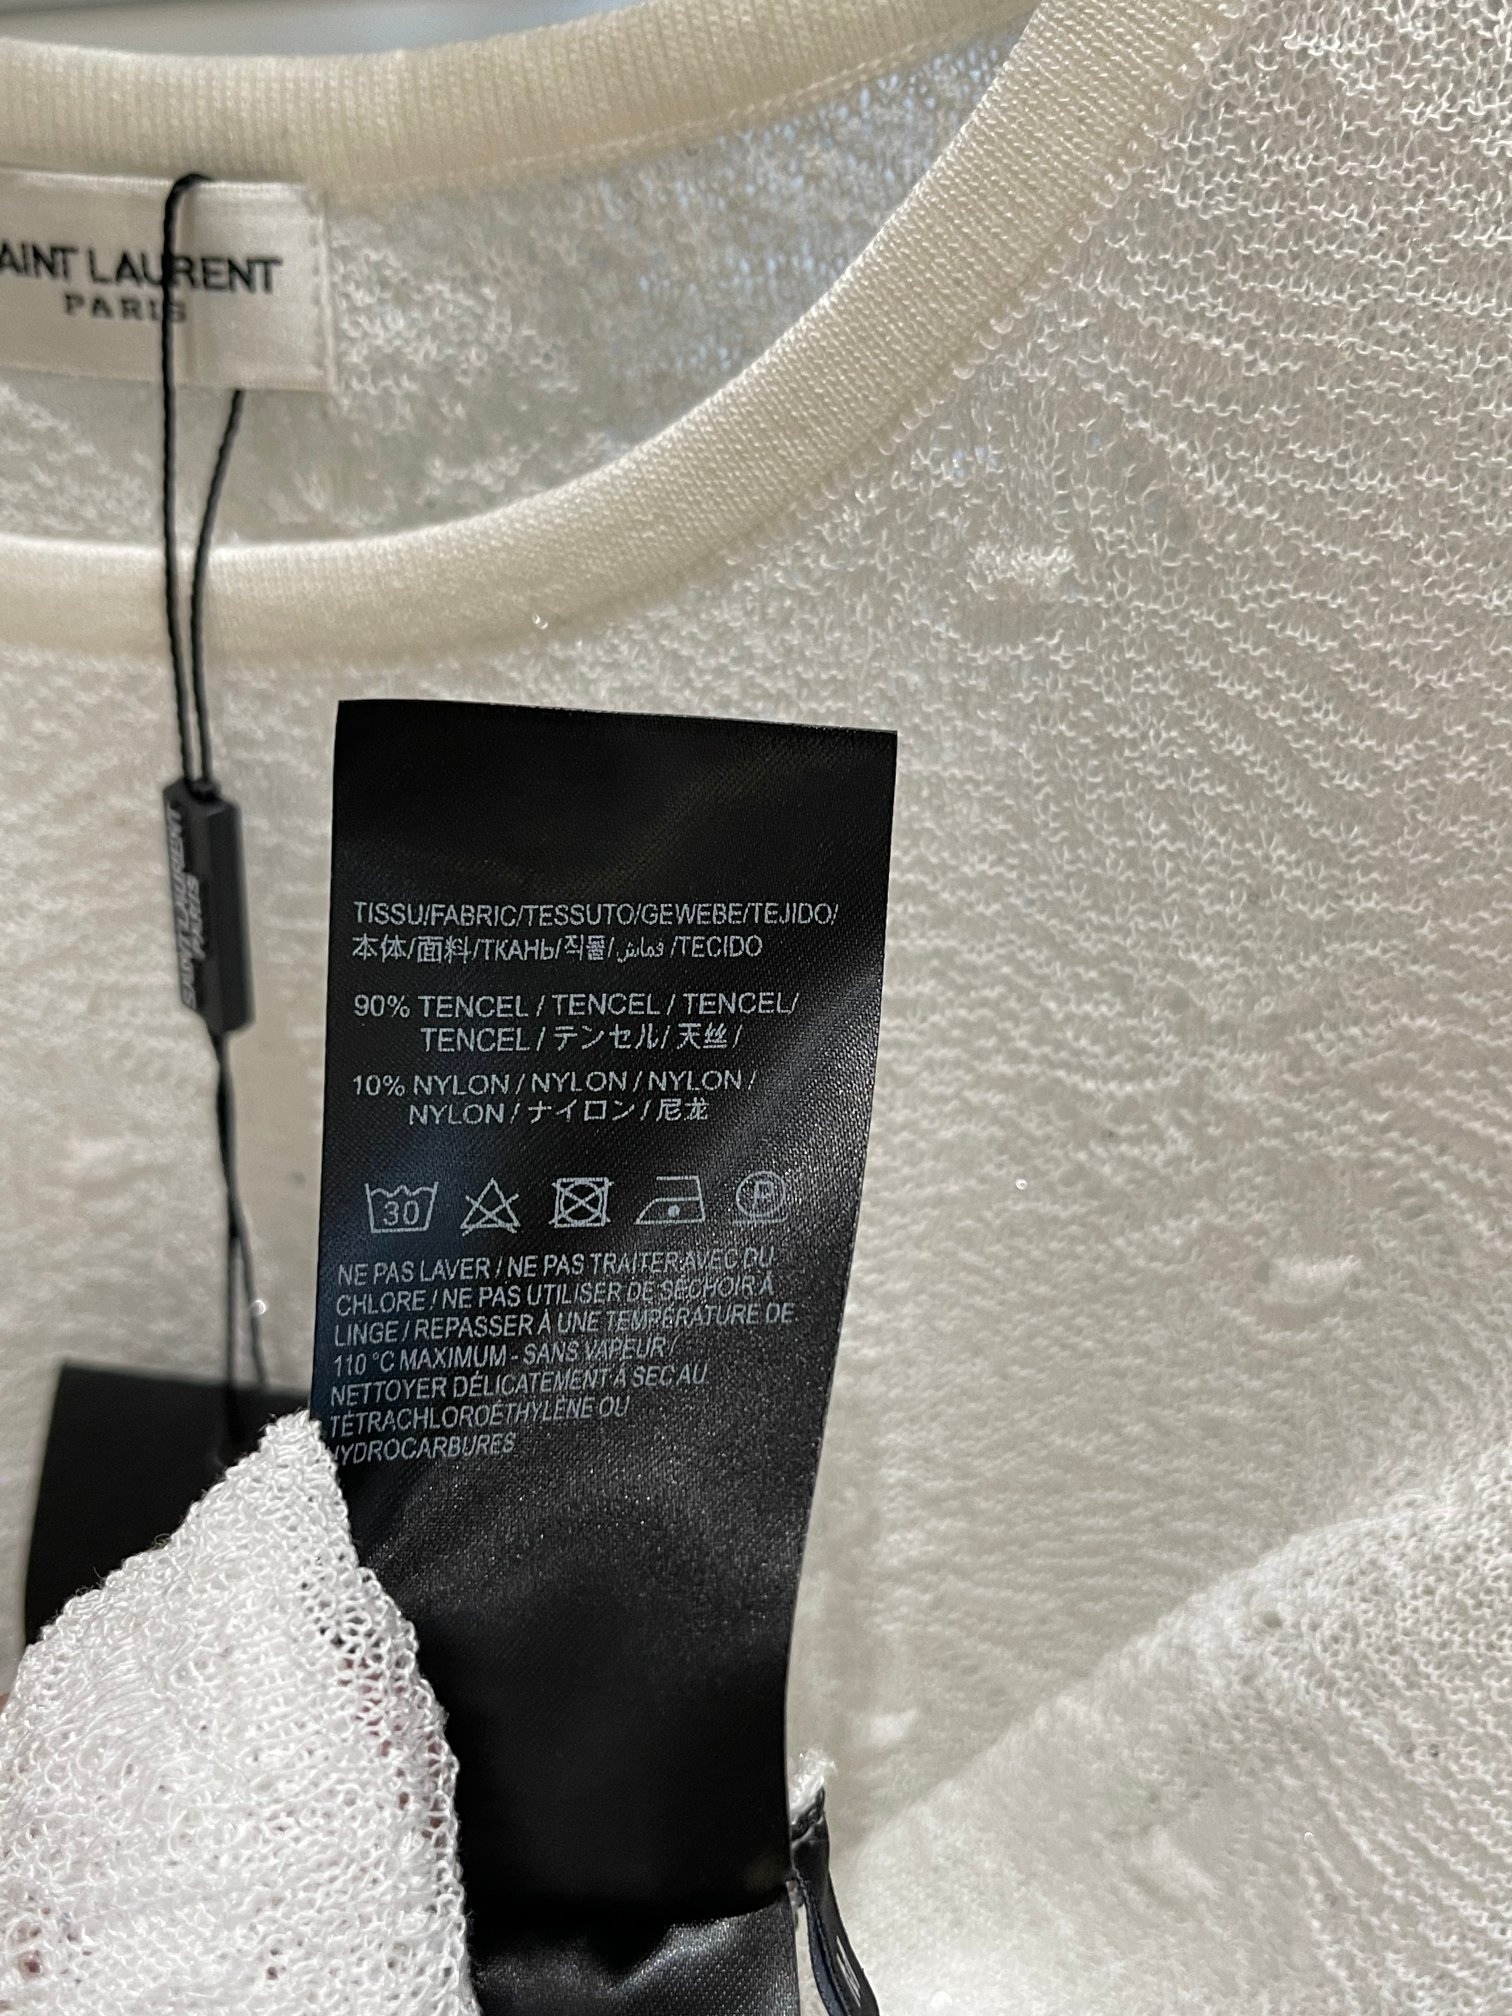 AINT LAURENT
PARIS
SAINT LAURENT
PARIS
TISSU/FABRIC/TESSUTO/GEWEBE/TEJIDO/
本体/面料/ТКАНЬ/직물/قماش/TECIDO
90% TENCEL / TENCEL / TENCEL/
TENCEL / テンセル/ 天丝 /
10% NYLON / NYLON / NYLON /
NYLON / ナイロン / 尼龙
30 P
NE PAS LAVER / NE PAS TRAITER AVEC DU
CHLORE / NE PAS UTILISER DE SÉCHOIR À
LINGE / REPASSER À UNE TEMPÉRATURE DE
110 °C MAXIMUM - SANS VAPEUR /
NETTOYER DÉLICATEMENT À SEC AU
TÉTRACHLOROÉTHYLÈNE OU
HYDROCARBURES